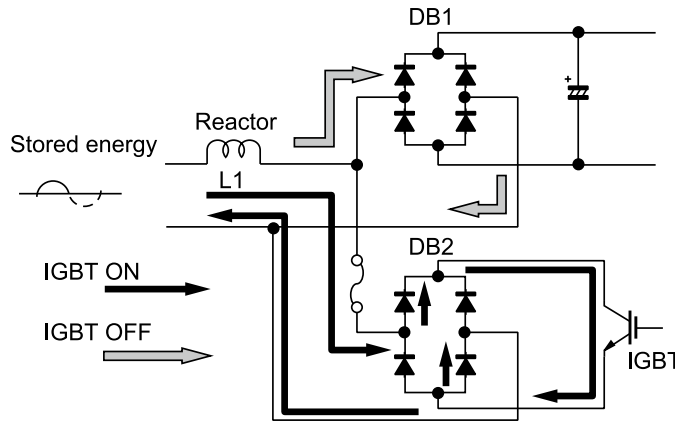 DB1
+
Reactor
Stored energy
L1
DB2
IGBT ON
IGBT OFF
IGBT